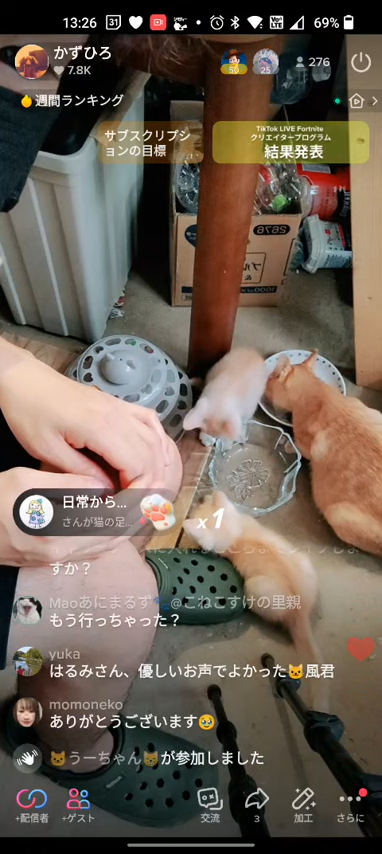 13:26
31
69%
かずひろ
7.8K
50
25
276
週間ランキング
サブスクリプシ
ョンの目標
TikTok LIVE Fortnite
クリエイタープログラム
結果発表
2676
日常から...
さんが猫の足...
x1
すか？
Maoあにまるず🐾@こねこすけの里親
もう行っちゃった？
yuka
はるみさん、優しいお声でよかった😺風君
momoneko
ありがとうございます🥹
😺うーちゃん😸が参加しました
+配信者
+ゲスト
交流
3
加工
さらに